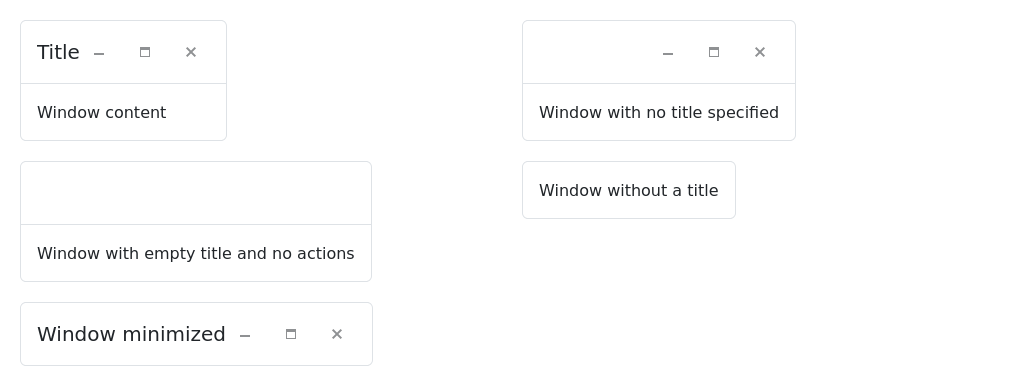 Title
Window content
Window with no title specified
Window with empty title and no actions
Window without a title
Window minimized